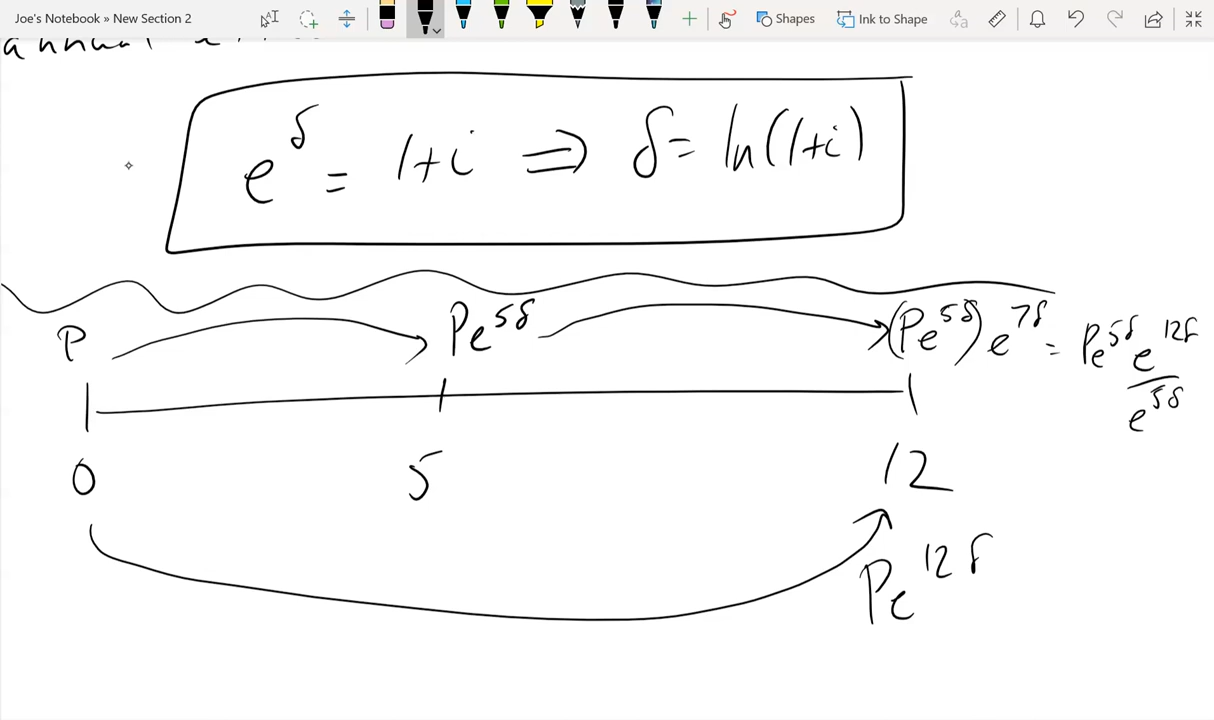 Joe's Notebook » New Section 2
Shapes
Ink to Shape
annual
e^δ = 1+i ⇒ δ = ln(1+i)
P
Pe^5δ
(Pe^5δ)e^7δ = Pe^5δ e^12δ / e^5δ
0
5
12
Pe^12δ